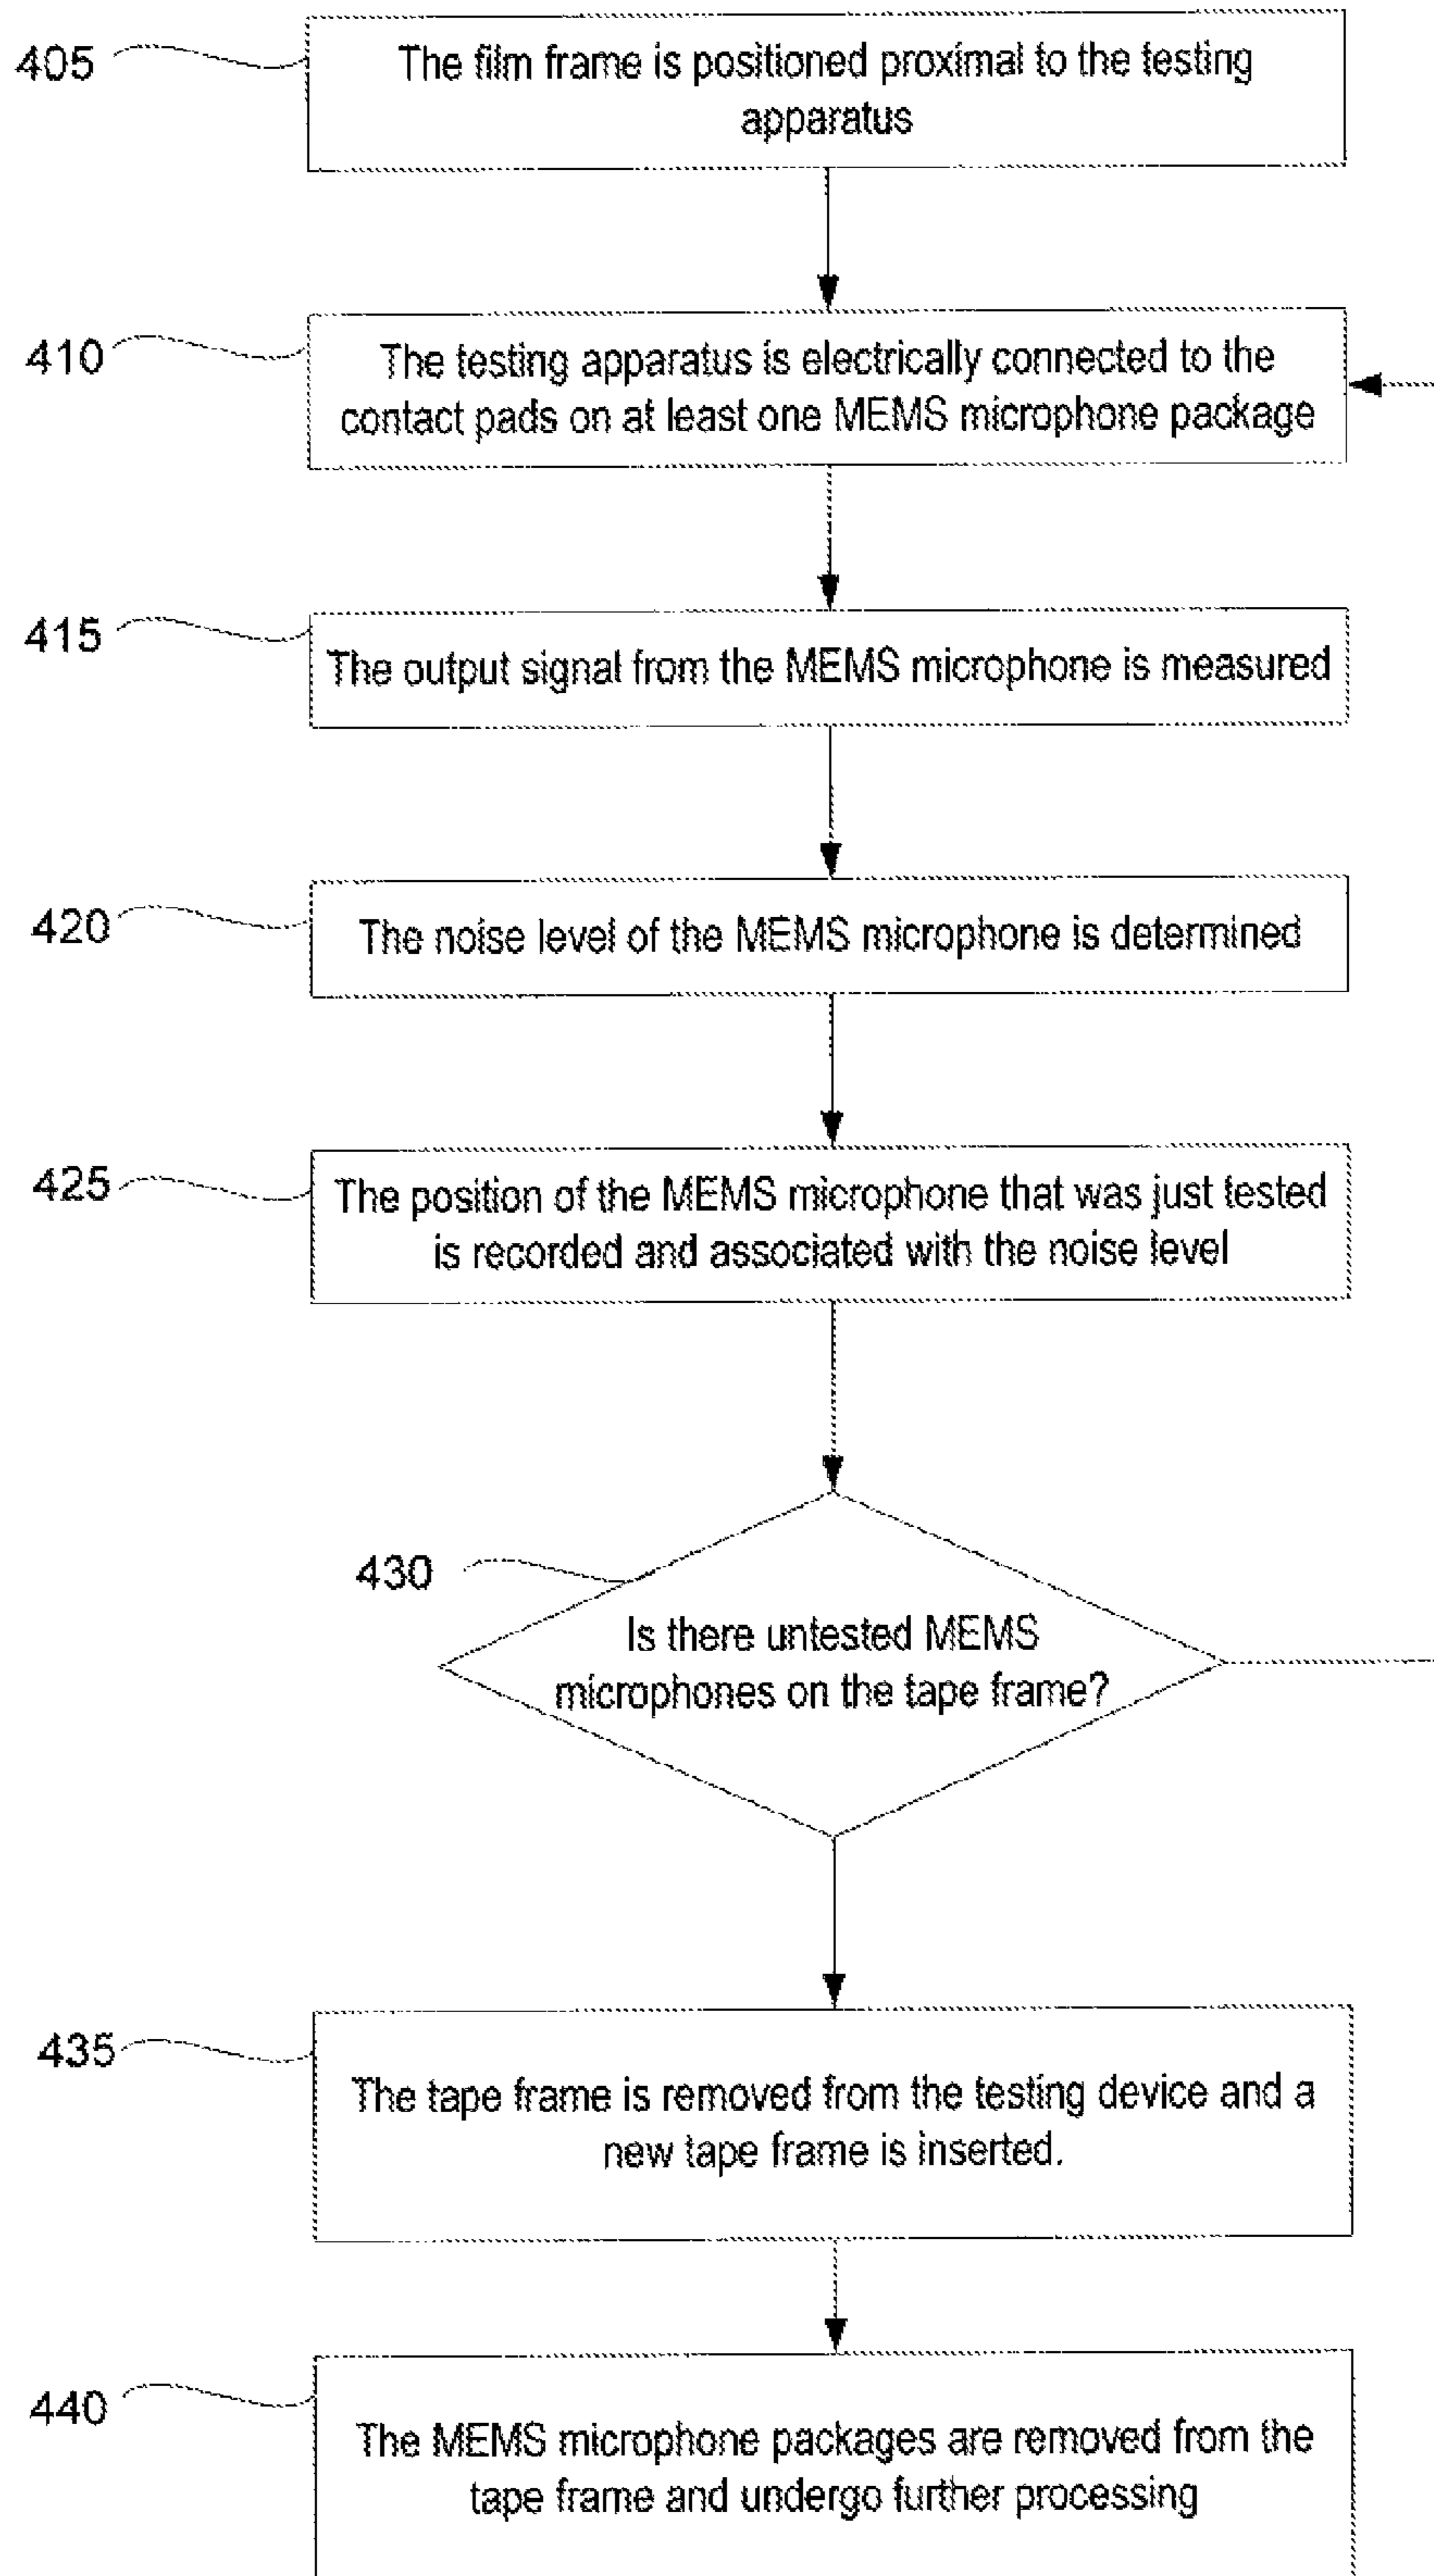 405
The film frame is positioned proximal to the testing
apparatus
410
The testing apparatus is electrically connected to the
contact pads on at least one MEMS microphone package
415
The output signal from the MEMS microphone is measured
420
The noise level of the MEMS microphone is determined
425
The position of the MEMS microphone that was just tested
is recorded and associated with the noise level
430
Is there untested MEMS
microphones on the tape frame?
435
The tape frame is removed from the testing device and a
new tape frame is inserted.
440
The MEMS microphone packages are removed from the
tape frame and undergo further processing